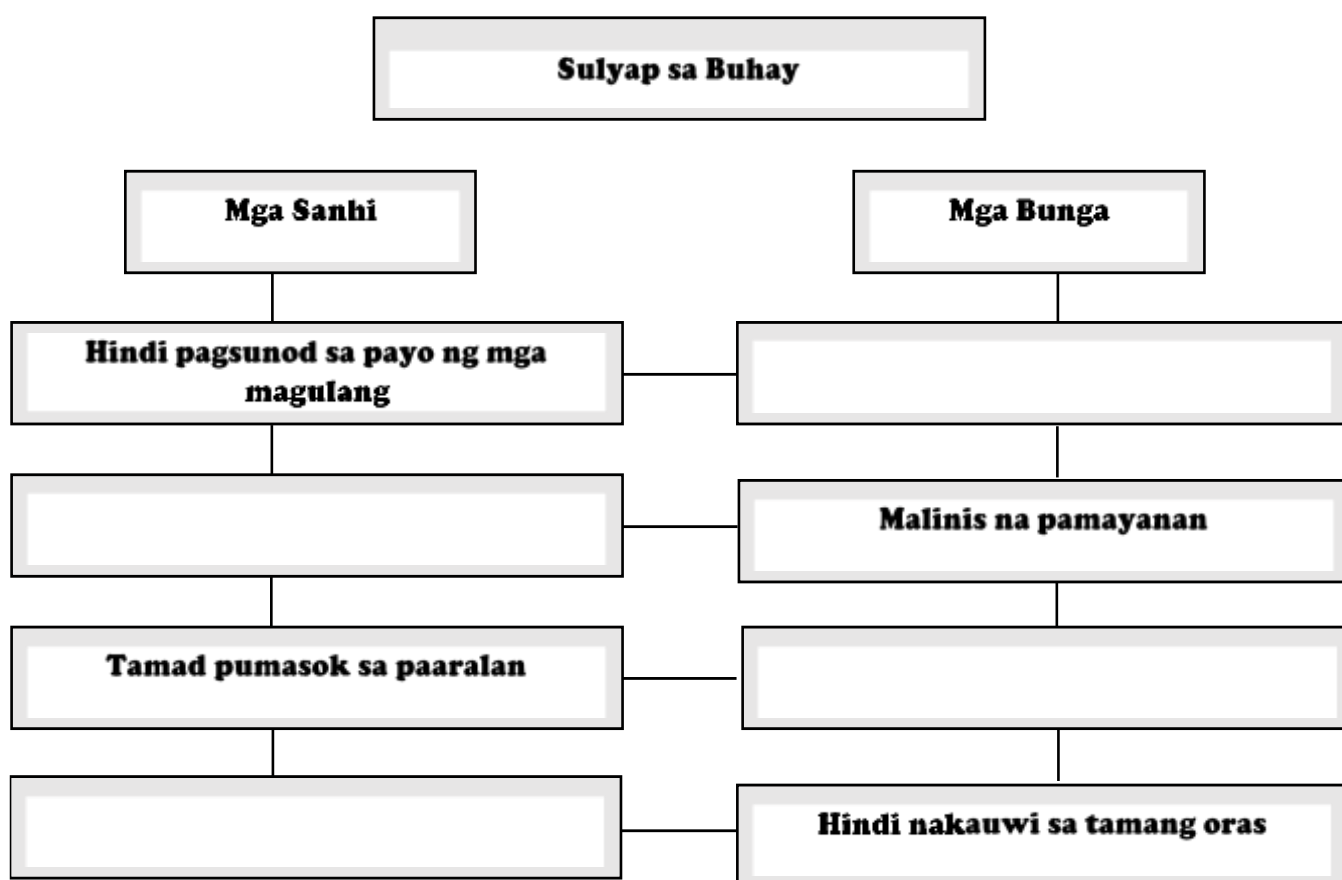 Sulyap sa Buhay
Mga Sanhi
Mga Bunga
Hindi pagsunod sa payo ng mga
magulang
Malinis na pamayanan
Tamad pumasok sa paaralan
Hindi nakauwi sa tamang oras